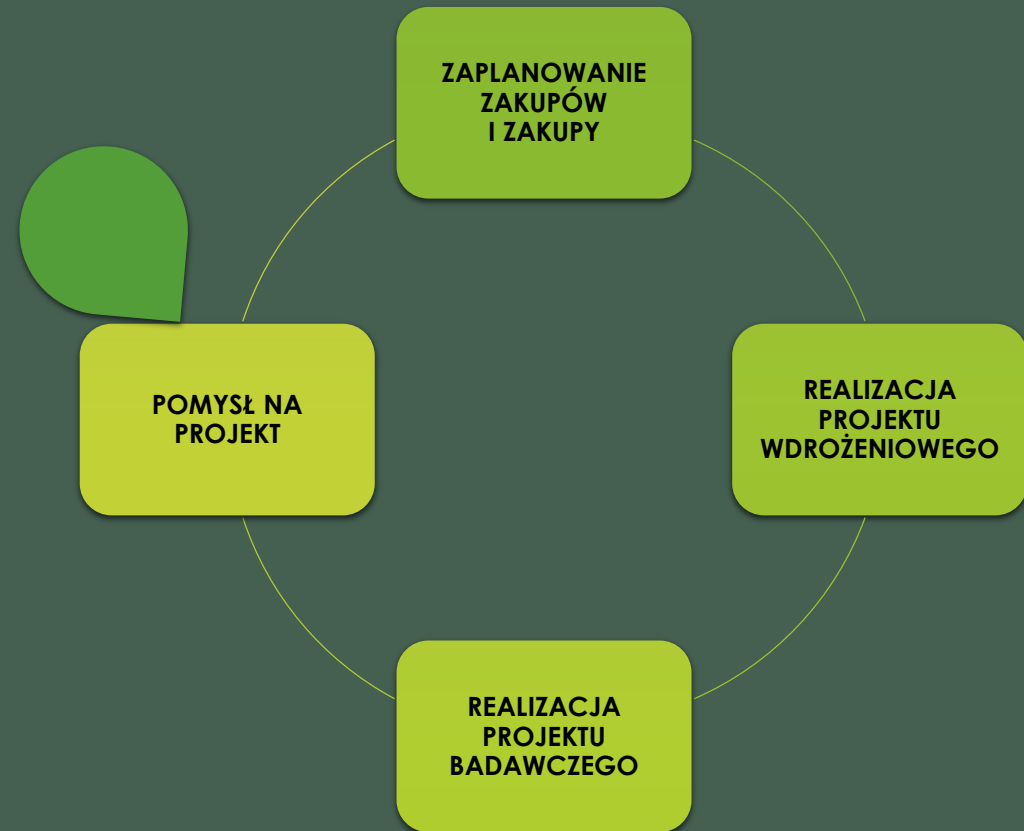 ZAPLANOWANIE
ZAKUPÓW
I ZAKUPY
POMYSŁ NA
PROJEKT
REALIZACJA
PROJEKTU
WDROŻENIOWEGO
REALIZACJA
PROJEKTU
BADAWCZEGO